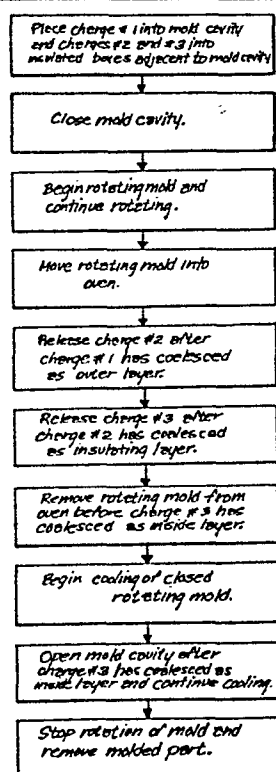 Place charge #1 into mold cavity
and charges #2 and #3 into
insulated boxes adjacent to mold cavity
Close mold cavity.
Begin rotating mold and
continue rotating.
Move rotating mold into
oven.
Release charge #2 after
charge #1 has coalesced
as outer layer.
Release charge #3 after
charge #2 has coalesced
as insulating layer.
Remove rotating mold from
oven before charge #3 has
coalesced as inside layer.
Begin cooling of closed
rotating mold.
Open mold cavity after
charge #3 has coalesced as
inside layer and continue cooling.
Stop rotation of mold and
remove molded part.